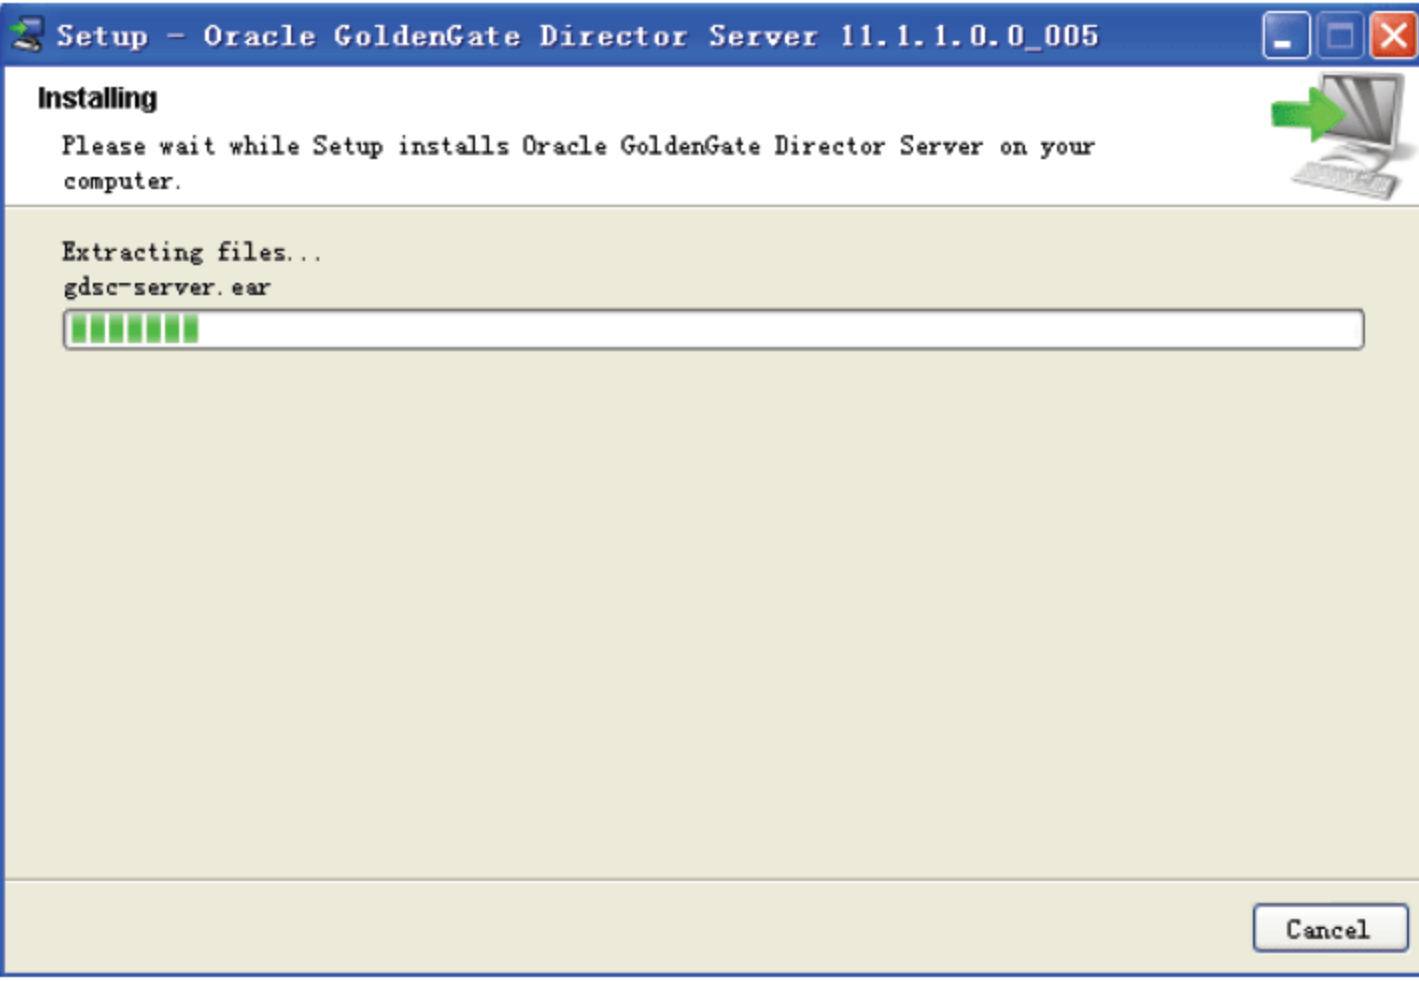 Setup - Oracle GoldenGate Director Server 11.1.1.0.0_005
Installing
Please wait while Setup installs Oracle GoldenGate Director Server on your
computer.
Extracting files...
gdsc-server.ear
Cancel